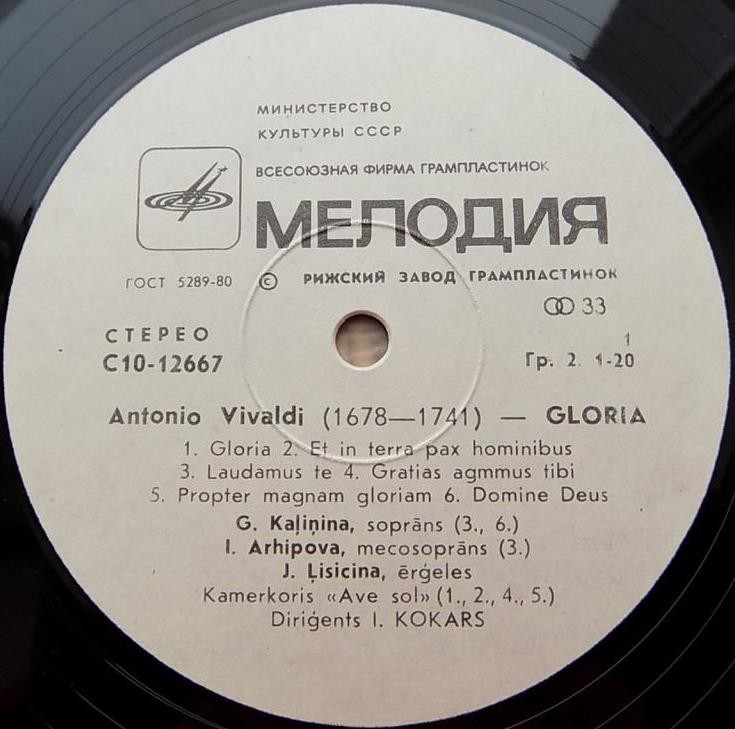 МИНИСТЕРСТВО
КУЛЬТУРЫ СССР
ВСЕСОЮЗНАЯ ФИРМА ГРАМПЛАСТИНОК
МЕЛОДИЯ
ГОСТ 5289-80 © РИЖСКИЙ ЗАВОД ГРАМПЛАСТИНОК
33
СТЕРЕО
1
С10-12667
Гр. 2. 1-20
Antonio Vivaldi (1678—1741) — GLORIA
1. Gloria 2. Et in terra pax hominibus
3. Laudamus te 4. Gratias agmmus tibi
5. Propter magnam gloriam 6. Domine Deus
G. Kaļiņina, soprāns (3., 6.)
I. Arhipova, mecosoprāns (3.)
J. Ļisicina, ērģeles
Kamerkoris «Ave sol» (1., 2., 4., 5.)
Diriģents I. KOKARS